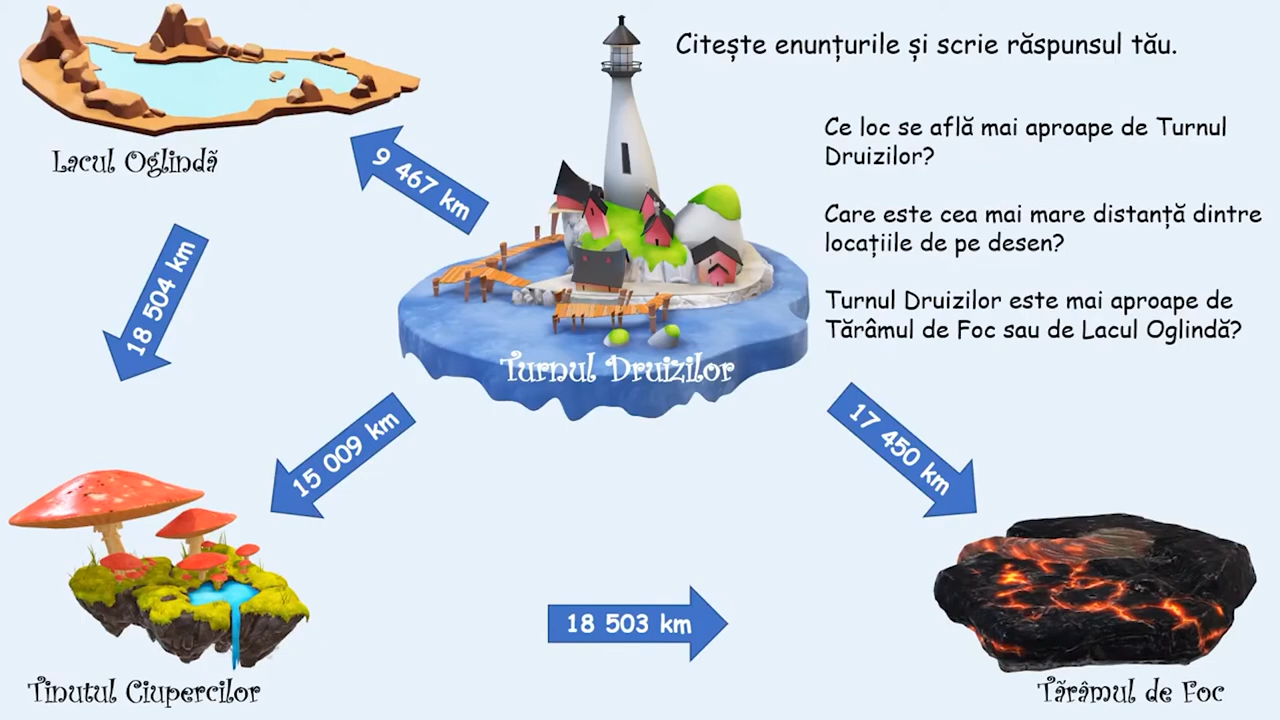 Citește enunțurile și scrie răspunsul tău.
Ce loc se află mai aproape de Turnul
Druizilor?
Care este cea mai mare distanță dintre
locațiile de pe desen?
Turnul Druizilor este mai aproape de
Tărâmul de Foc sau de Lacul Oglindă?
Lacul Oglindă
9 467 km
18 504 km
Turnul Druizilor
15 009 km
17 450 km
18 503 km
Tinutul Ciupercilor
Tărâmul de Foc